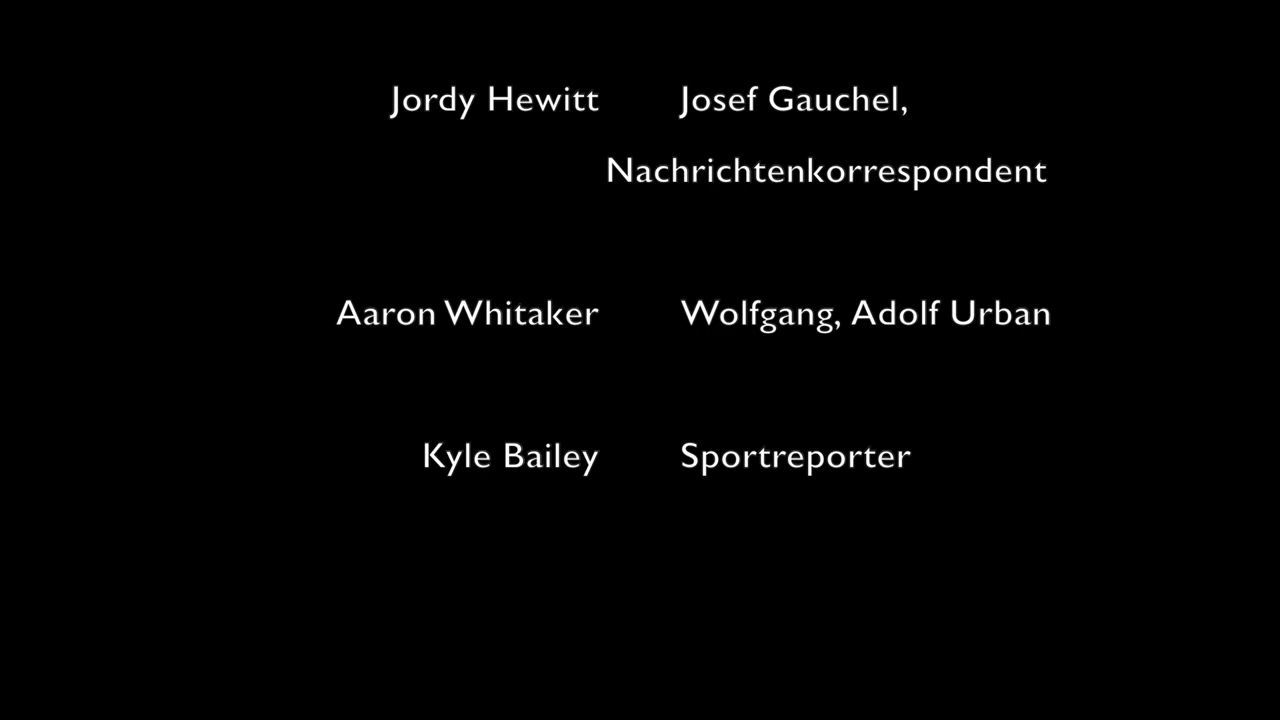 Jordy Hewitt Josef Gauchel,
Nachrichtenkorrespondent
Aaron Whitaker Wolfgang, Adolf Urban
Kyle Bailey Sportreporter